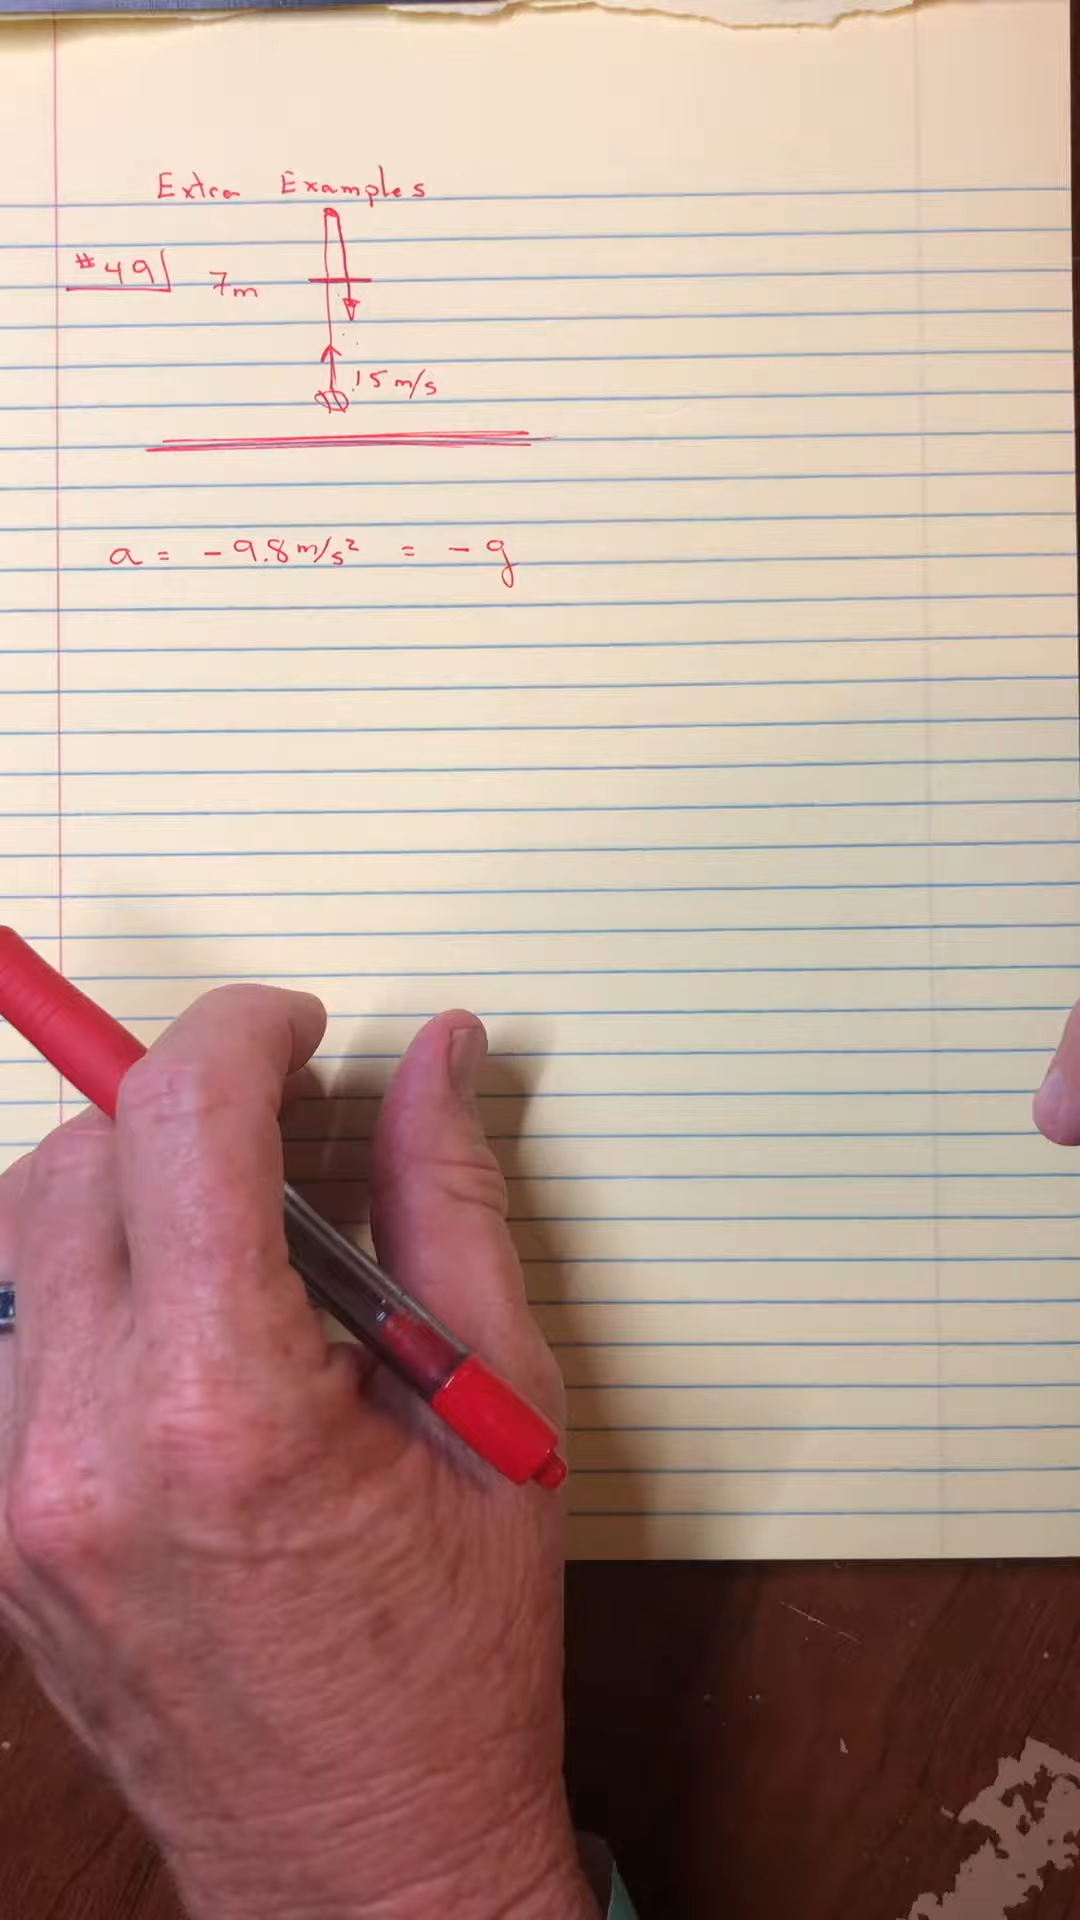 Extra Examples
#49 7m
15 m/s
a = - 9.8 m/s² = - g